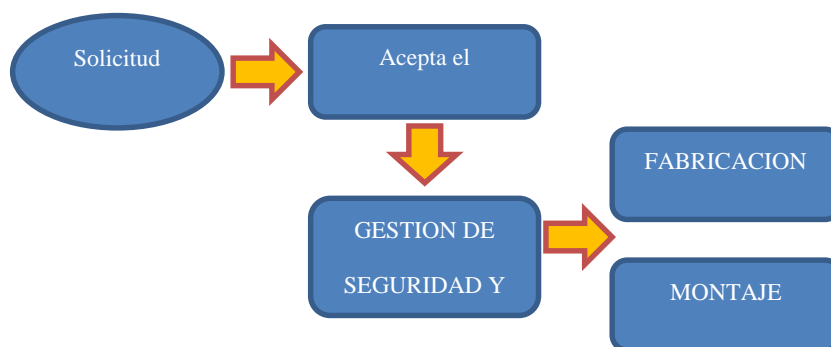 Solicitud
Acepta el
GESTION DE
SEGURIDAD Y
FABRICACION
MONTAJE